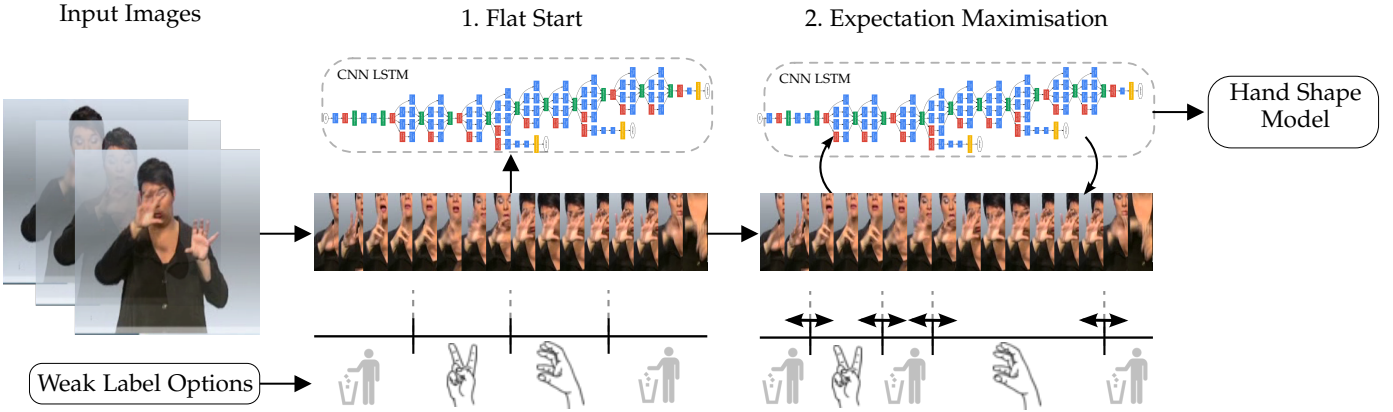 Input Images
1. Flat Start
2. Expectation Maximisation
CNN LSTM
CNN LSTM
Hand Shape
Model
Weak Label Options